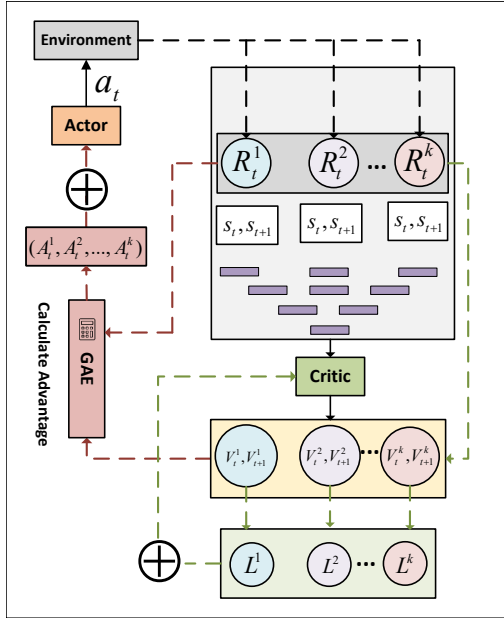 Environment
a_t
Actor
R_t^1 R_t^2 ... R_t^k
(A_t^1, A_t^2, ..., A_t^k)
s_t, s_{t+1} s_t, s_{t+1} s_t, s_{t+1}
GAE
Calculate Advantage
Critic
V_t^1, V_{t+1}^1 V_t^2, V_{t+1}^2 ... V_t^k, V_{t+1}^k
L^1 L^2 ... L^k